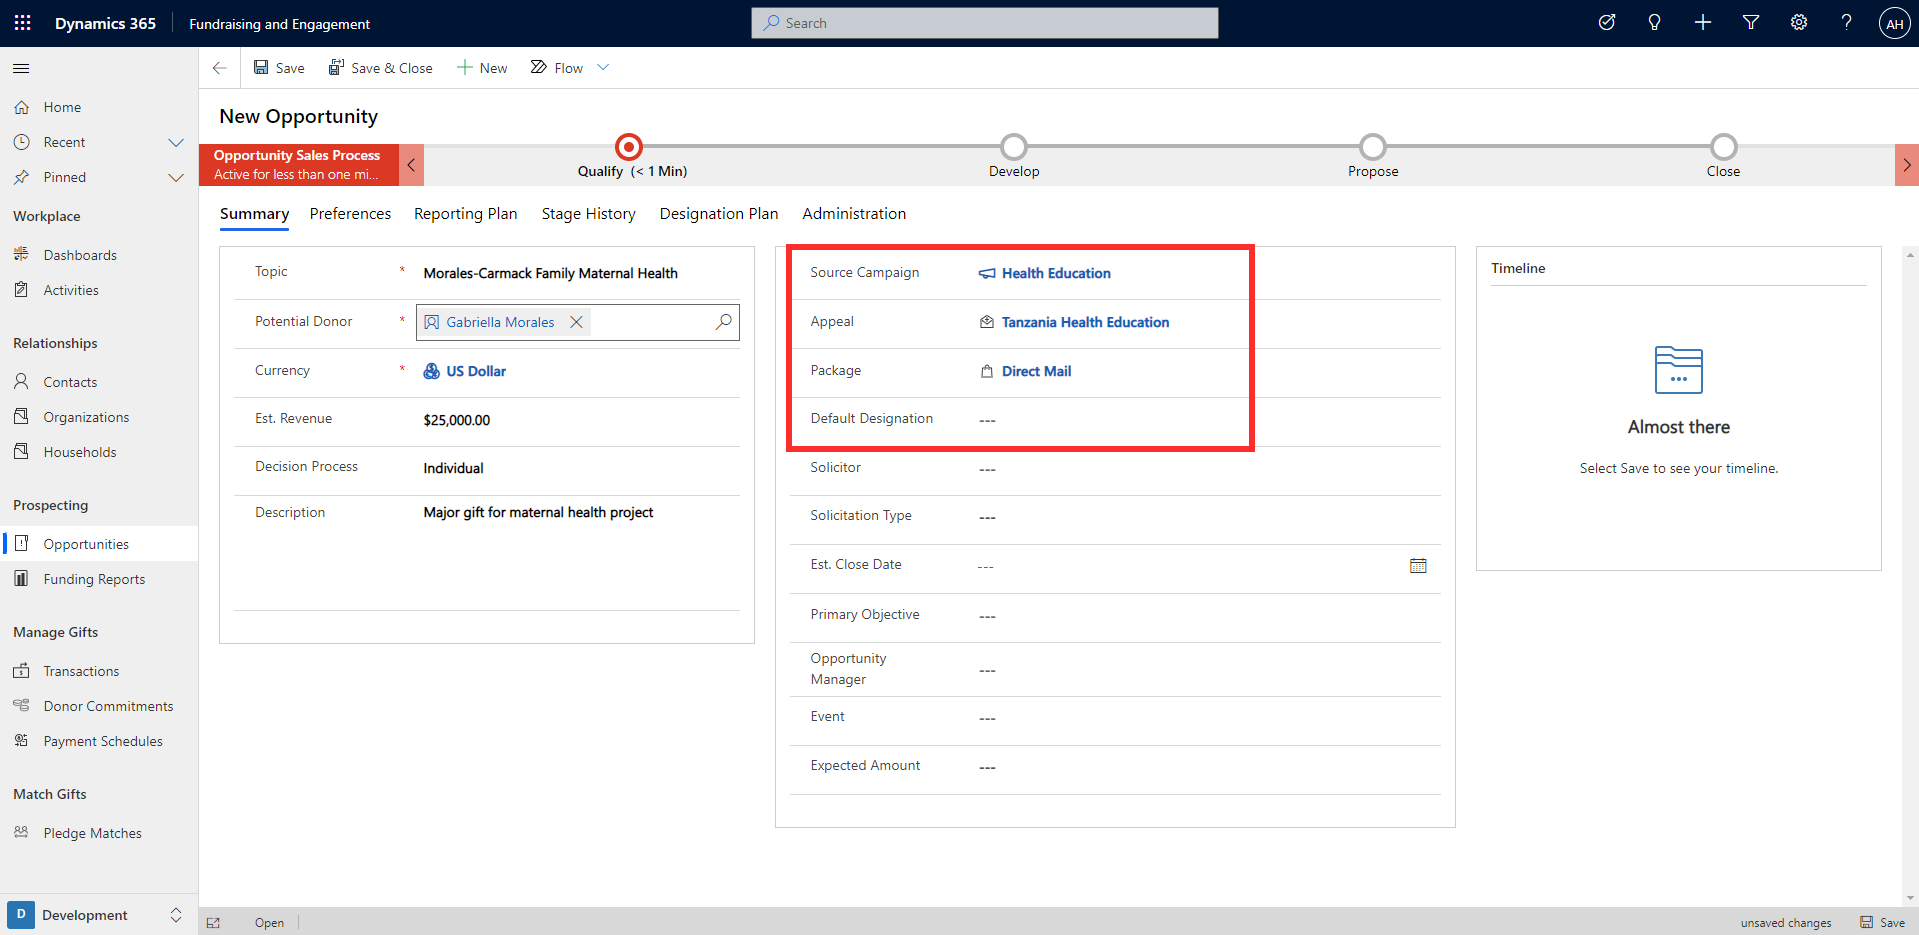 Dynamics 365
Fundraising and Engagement
Search
AH
Save
Save & Close
New
Flow
Home
Recent
Pinned
Workplace
Dashboards
Activities
Relationships
Contacts
Organizations
Households
Prospecting
Opportunities
Funding Reports
Manage Gifts
Transactions
Donor Commitments
Payment Schedules
Match Gifts
Pledge Matches
D
Development
New Opportunity
Opportunity Sales Process
Active for less than one mi...
Qualify (< 1 Min)
Develop
Propose
Close
Summary
Preferences
Reporting Plan
Stage History
Designation Plan
Administration
Topic * Morales-Carmack Family Maternal Health
Potential Donor * Gabriella Morales
Currency * US Dollar
Est. Revenue $25,000.00
Decision Process Individual
Description Major gift for maternal health project
Source Campaign Health Education
Appeal Tanzania Health Education
Package Direct Mail
Default Designation ---
Solicitor ---
Solicitation Type ---
Est. Close Date ---
Primary Objective ---
Opportunity
Manager ---
Event ---
Expected Amount ---
Timeline
Almost there
Select Save to see your timeline.
Open
unsaved changes
Save